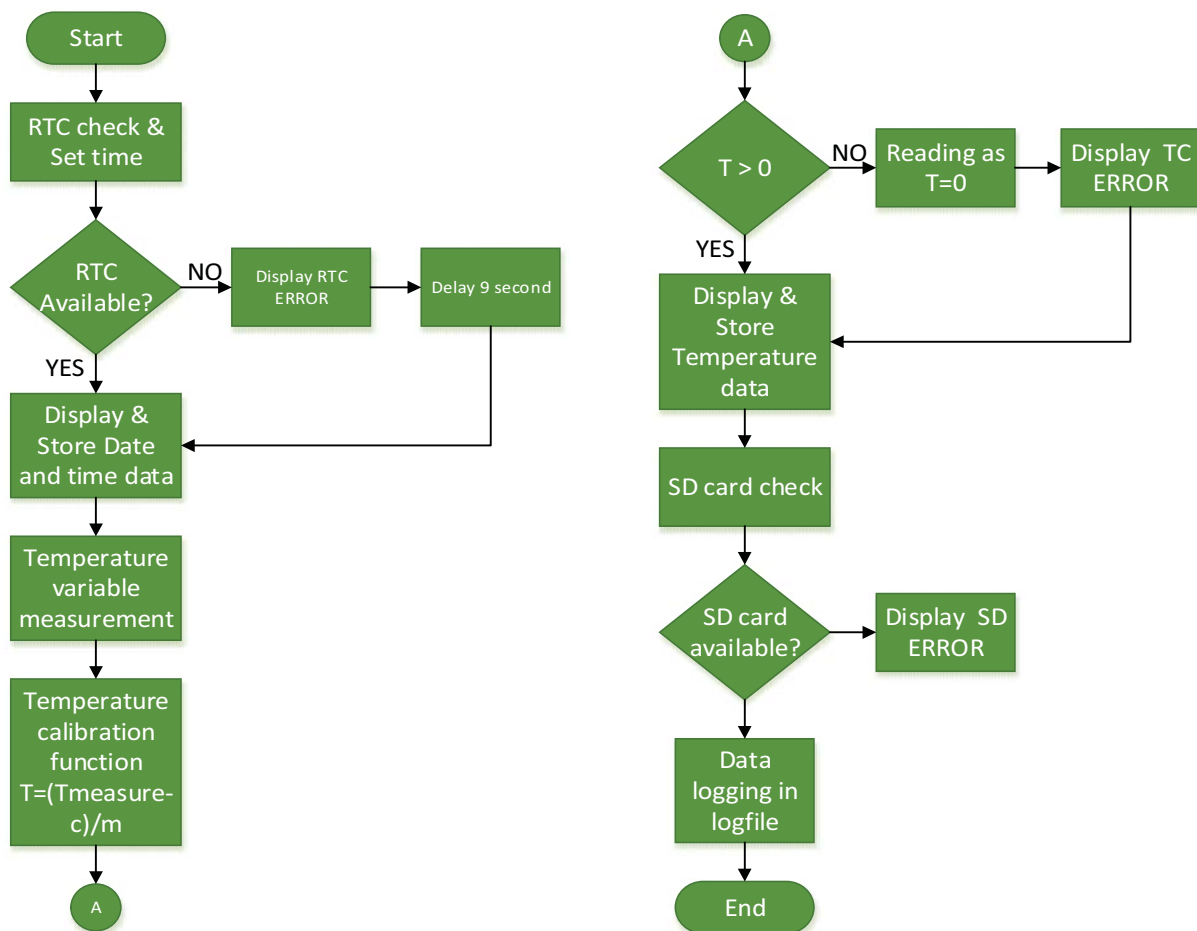 Start
RTC check &
Set time
RTC
Available?
NO
Display RTC
ERROR
Delay 9 second
YES
Display &
Store Date
and time data
Temperature
variable
measurement
Temperature
calibration
function
T=(Tmeasure-
c)/m
A
A
T > 0
NO
Reading as
T=0
Display TC
ERROR
YES
Display &
Store
Temperature
data
SD card check
SD card
available?
Display SD
ERROR
Data
logging in
logfile
End